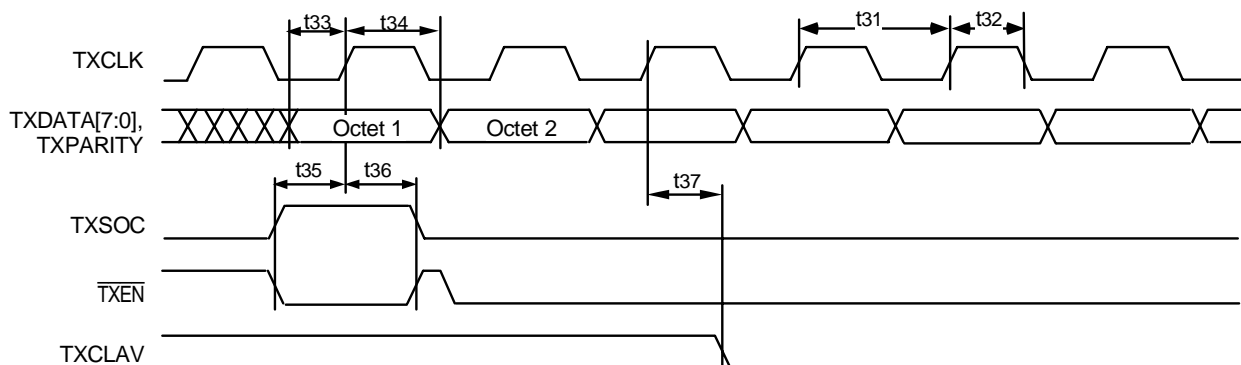 t33 t34 t31 t32
TXCLK
TXDATA[7:0],
TXPARITY
Octet 1 Octet 2
t35 t36 t37
TXSOC
TXEN
TXCLAV